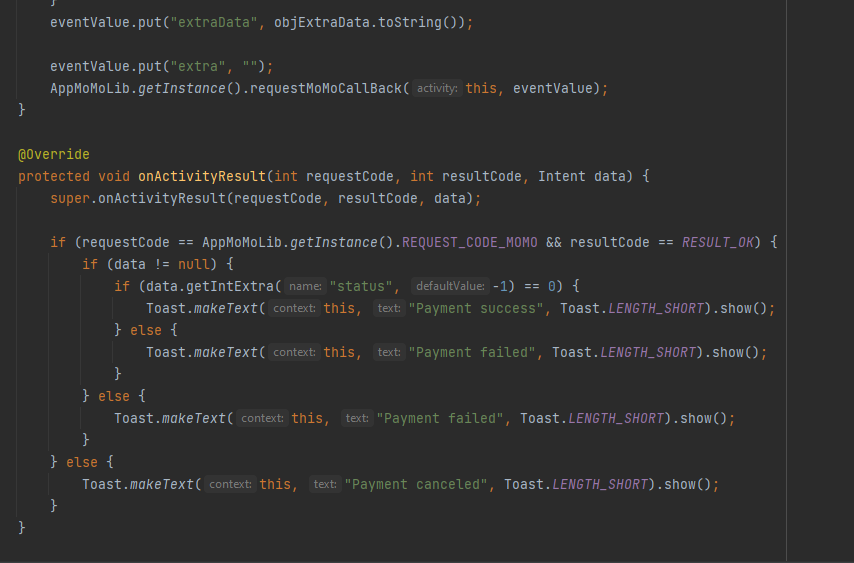 }
eventValue.put("extraData", objExtraData.toString());
eventValue.put("extra", "");
AppMoMoLib.getInstance().requestMoMoCallBack( activity: this, eventValue);
}
@Override
protected void onActivityResult(int requestCode, int resultCode, Intent data) {
super.onActivityResult(requestCode, resultCode, data);
if (requestCode == AppMoMoLib.getInstance().REQUEST_CODE_MOMO && resultCode == RESULT_OK) {
if (data != null) {
if (data.getIntExtra( name: "status", defaultValue: -1) == 0) {
Toast.makeText( context: this, text: "Payment success", Toast.LENGTH_SHORT).show();
} else {
Toast.makeText( context: this, text: "Payment failed", Toast.LENGTH_SHORT).show();
}
} else {
Toast.makeText( context: this, text: "Payment failed", Toast.LENGTH_SHORT).show();
}
} else {
Toast.makeText( context: this, text: "Payment canceled", Toast.LENGTH_SHORT).show();
}
}